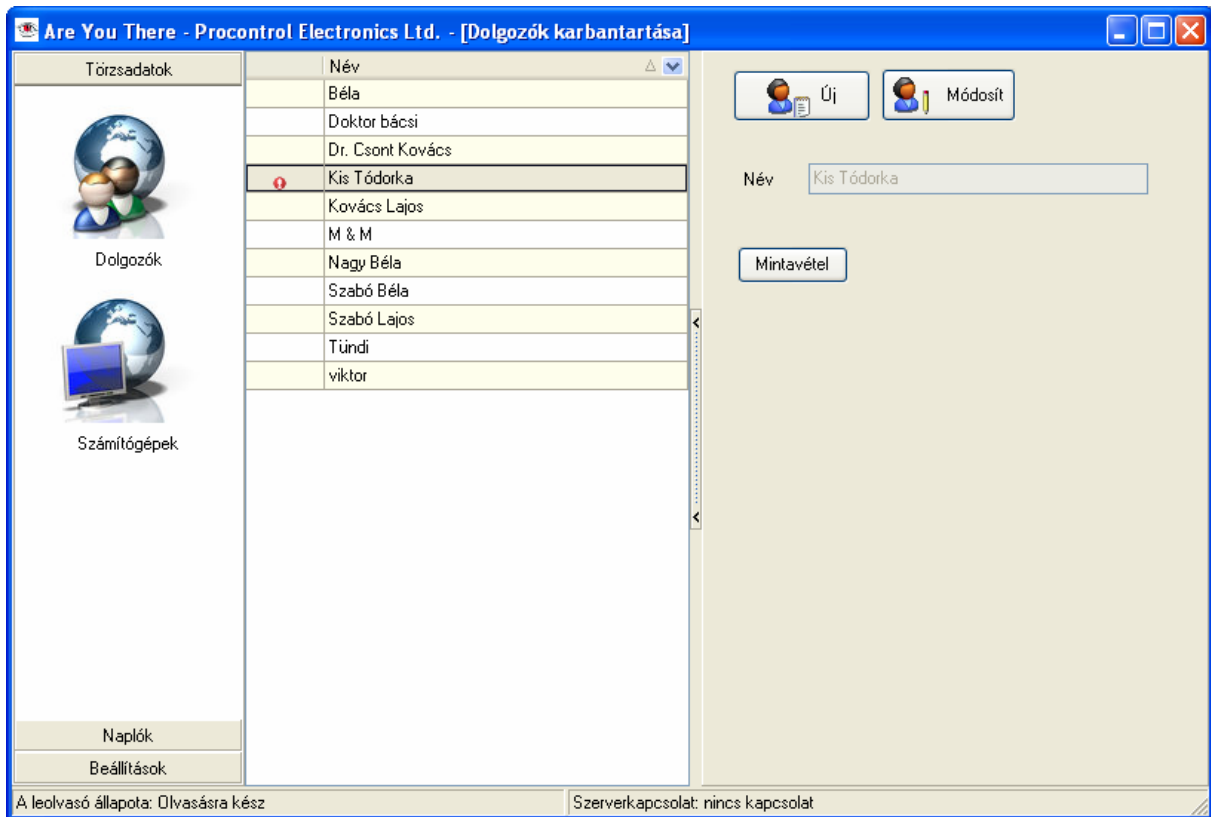 Are You There - Procontrol Electronics Ltd. - [Dolgozók karbantartása]
Törzsadatok
Dolgozók
Számítógépek
Naplók
Beállítások
Név
Béla
Doktor bácsi
Dr. Csont Kovács
Kis Tódorka
Kovács Lajos
M & M
Nagy Béla
Szabó Béla
Szabó Lajos
Tündi
viktor
Új
Módosít
Név Kis Tódorka
Mintavétel
A leolvasó állapota: Olvasásra kész
Szerverkapcsolat: nincs kapcsolat